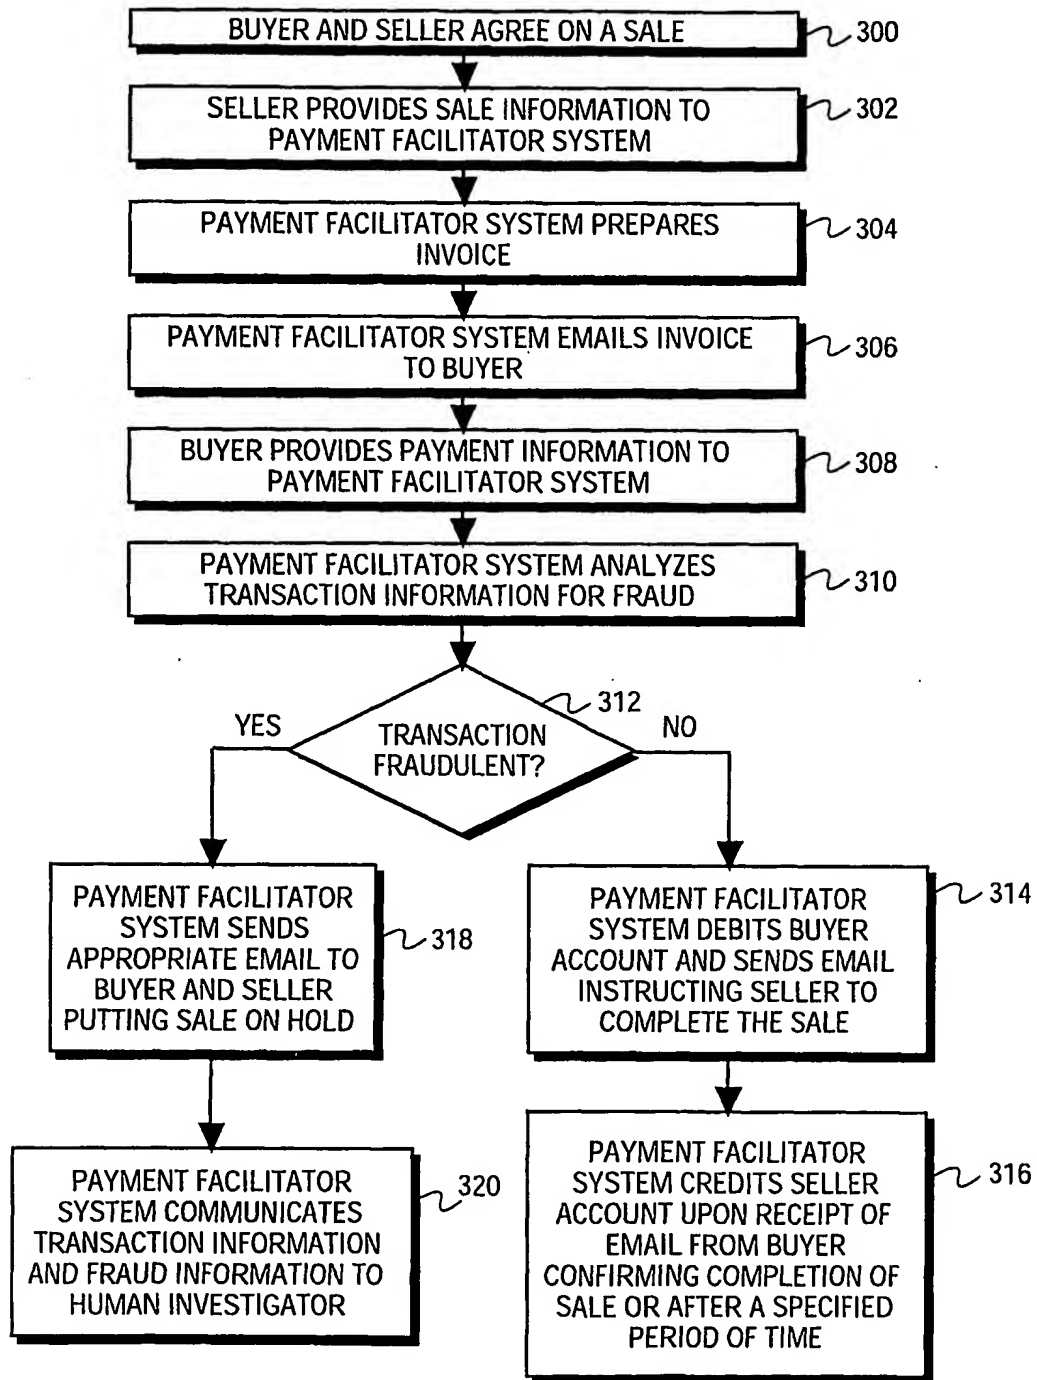 BUYER AND SELLER AGREE ON A SALE
300
SELLER PROVIDES SALE INFORMATION TO
PAYMENT FACILITATOR SYSTEM
302
PAYMENT FACILITATOR SYSTEM PREPARES
INVOICE
304
PAYMENT FACILITATOR SYSTEM EMAILS INVOICE
TO BUYER
306
BUYER PROVIDES PAYMENT INFORMATION TO
PAYMENT FACILITATOR SYSTEM
308
PAYMENT FACILITATOR SYSTEM ANALYZES
TRANSACTION INFORMATION FOR FRAUD
310
312
YES
TRANSACTION
FRAUDULENT?
NO
PAYMENT FACILITATOR
SYSTEM SENDS
APPROPRIATE EMAIL TO
BUYER AND SELLER
PUTTING SALE ON HOLD
318
PAYMENT FACILITATOR
SYSTEM DEBITS BUYER
ACCOUNT AND SENDS EMAIL
INSTRUCTING SELLER TO
COMPLETE THE SALE
314
PAYMENT FACILITATOR
SYSTEM COMMUNICATES
TRANSACTION INFORMATION
AND FRAUD INFORMATION TO
HUMAN INVESTIGATOR
320
PAYMENT FACILITATOR
SYSTEM CREDITS SELLER
ACCOUNT UPON RECEIPT OF
EMAIL FROM BUYER
CONFIRMING COMPLETION OF
SALE OR AFTER A SPECIFIED
PERIOD OF TIME
316